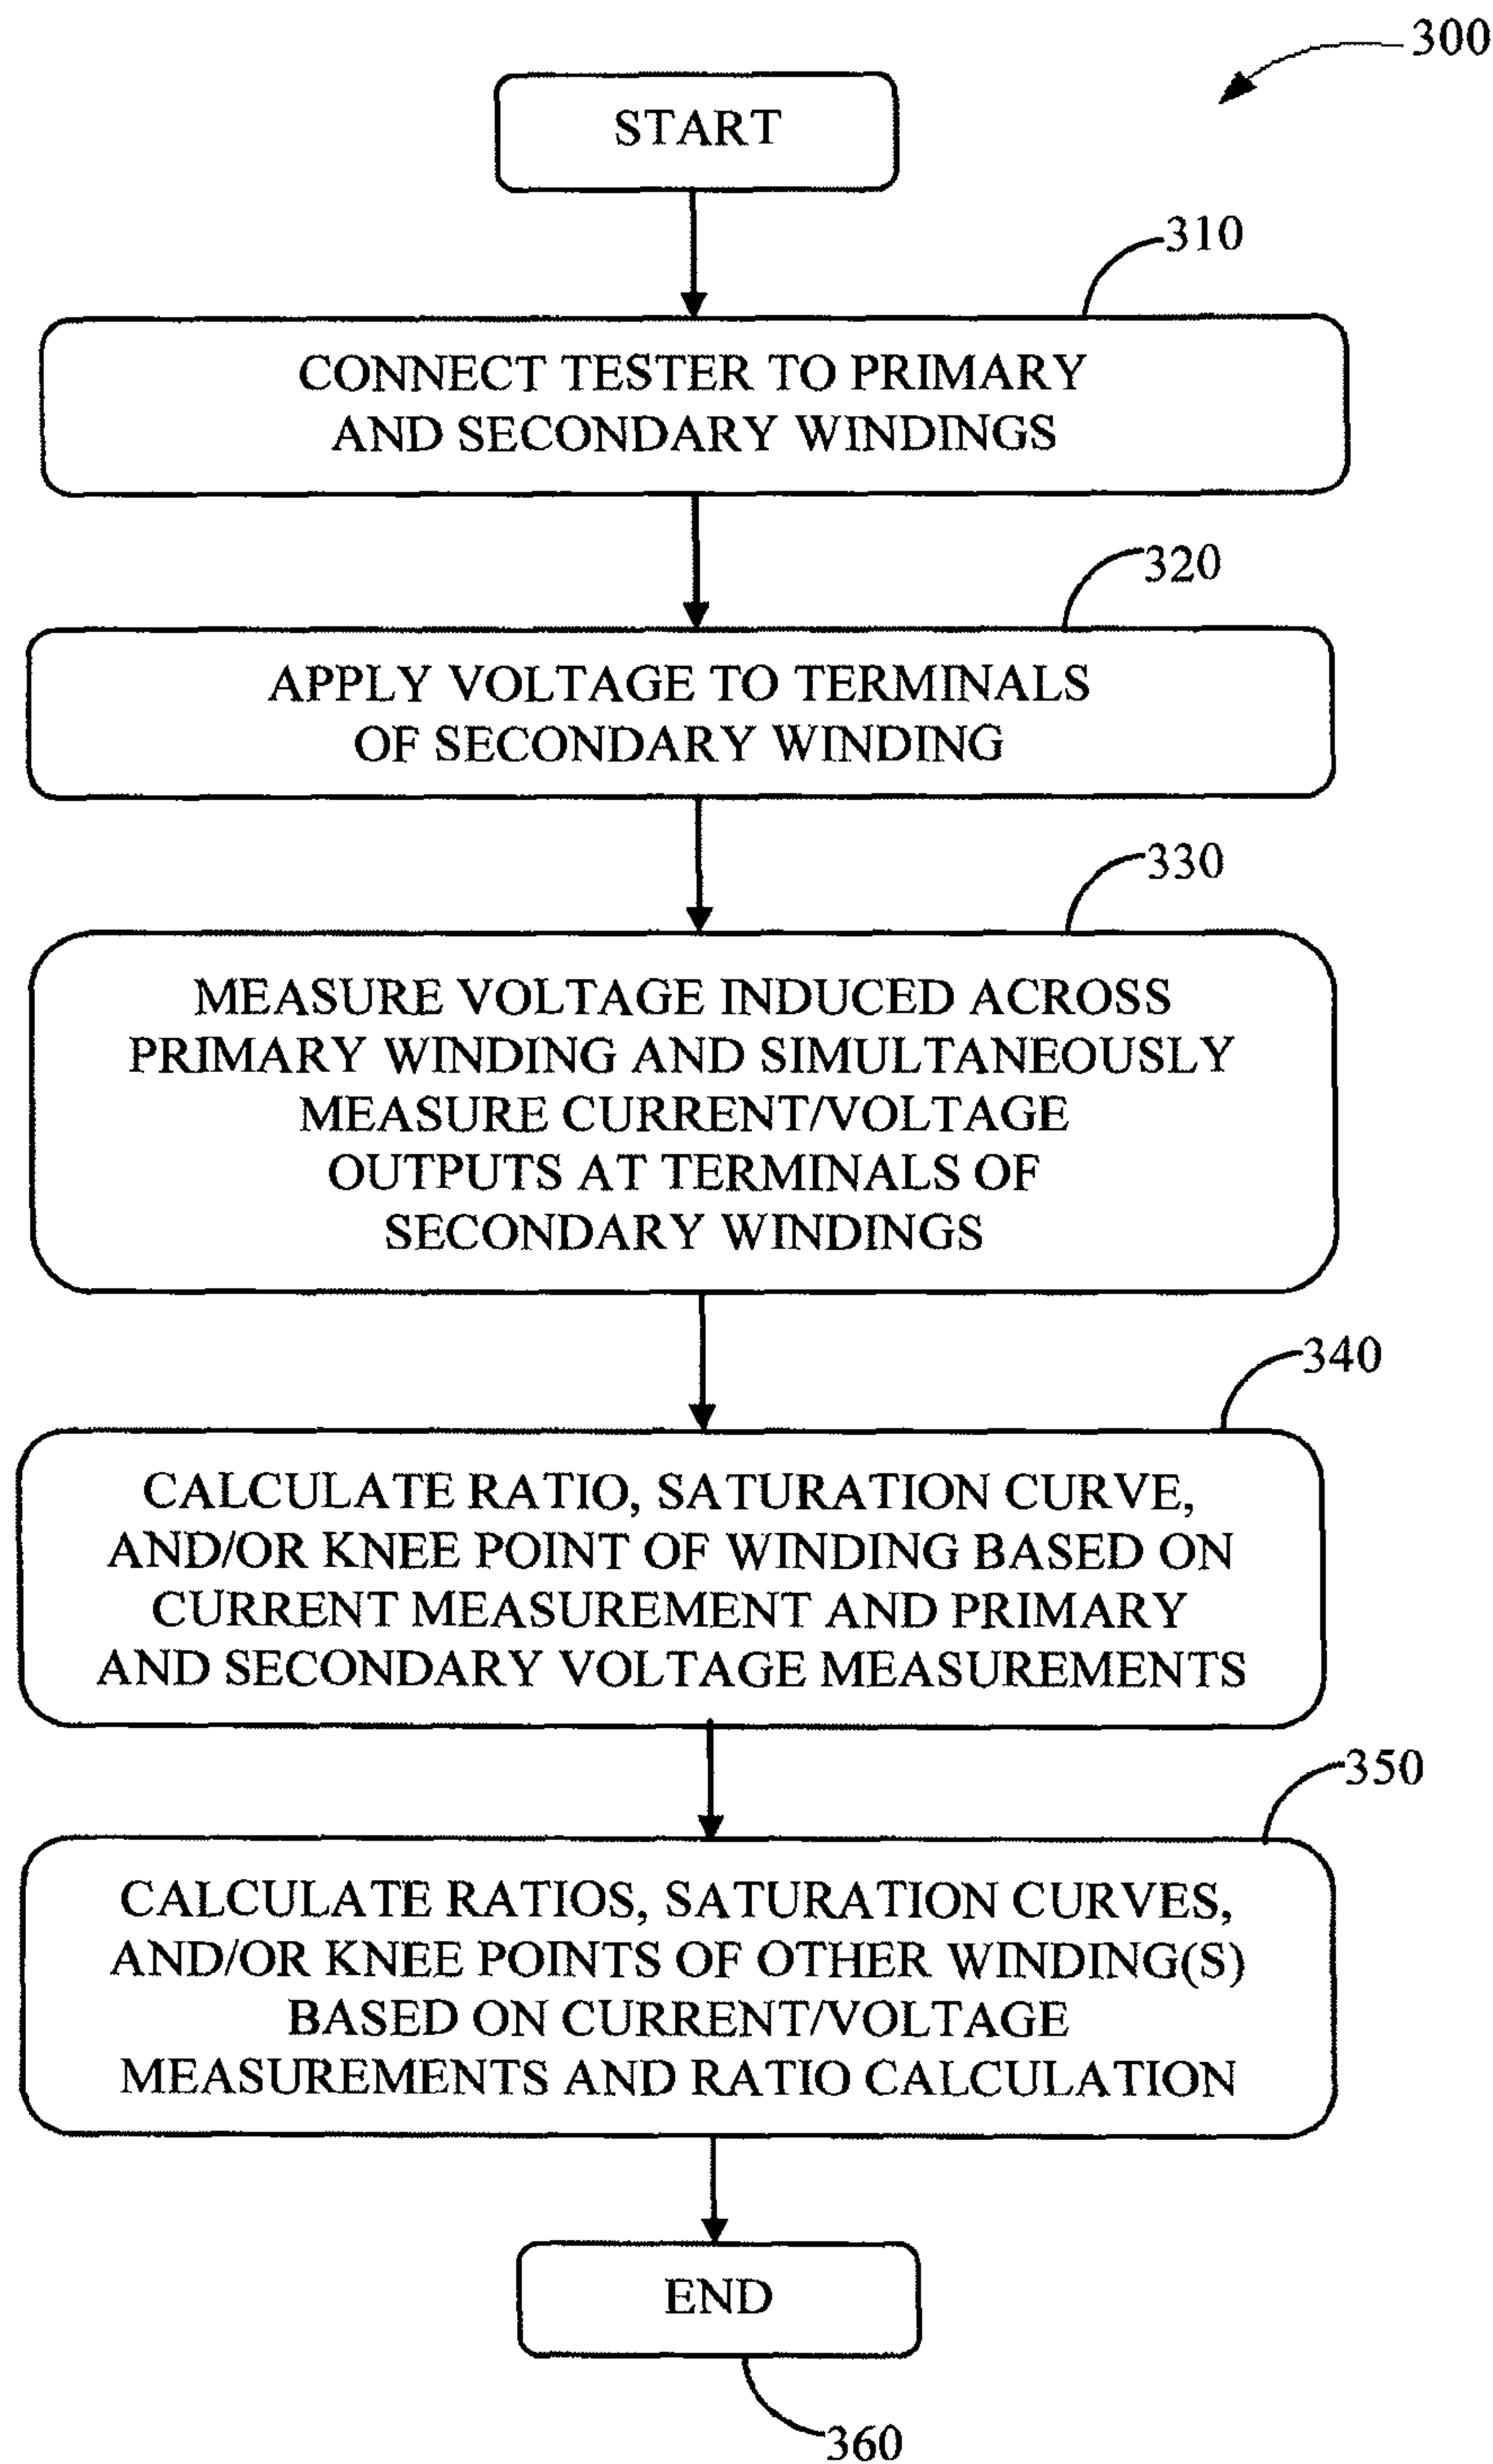 300
START
310
CONNECT TESTER TO PRIMARY
AND SECONDARY WINDINGS
320
APPLY VOLTAGE TO TERMINALS
OF SECONDARY WINDING
330
MEASURE VOLTAGE INDUCED ACROSS
PRIMARY WINDING AND SIMULTANEOUSLY
MEASURE CURRENT/VOLTAGE
OUTPUTS AT TERMINALS OF
SECONDARY WINDINGS
340
CALCULATE RATIO, SATURATION CURVE,
AND/OR KNEE POINT OF WINDING BASED ON
CURRENT MEASUREMENT AND PRIMARY
AND SECONDARY VOLTAGE MEASUREMENTS
350
CALCULATE RATIOS, SATURATION CURVES,
AND/OR KNEE POINTS OF OTHER WINDING(S)
BASED ON CURRENT/VOLTAGE
MEASUREMENTS AND RATIO CALCULATION
END
360